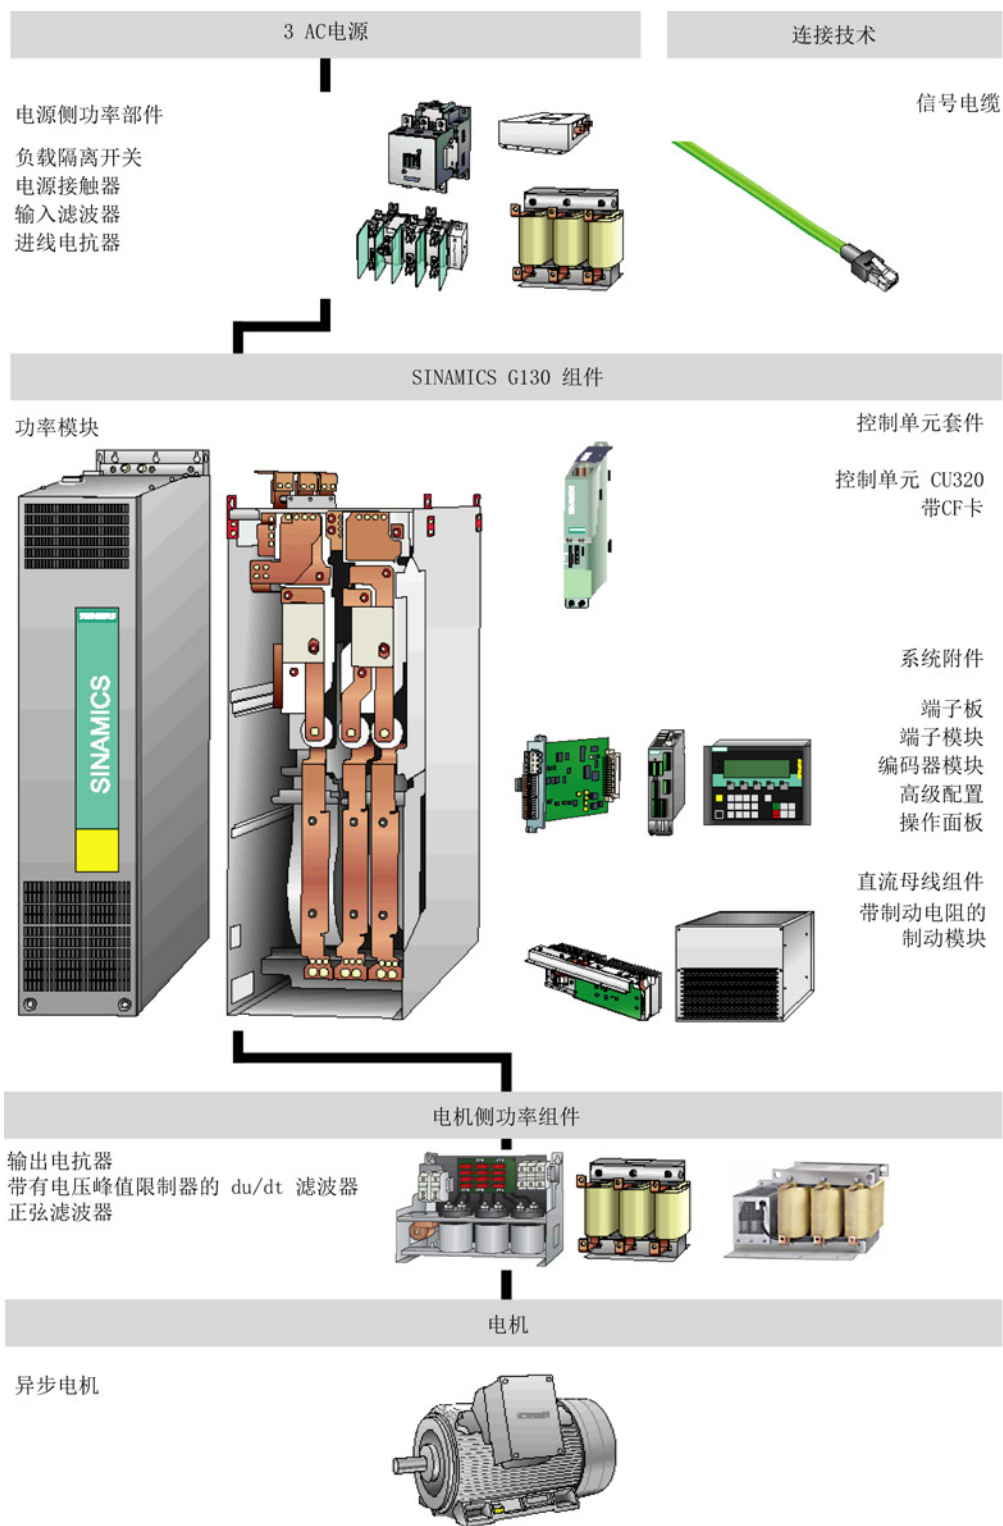 3 AC电源
连接技术
电源侧功率部件
负载隔离开关
电源接触器
输入滤波器
进线电抗器
信号电缆
SINAMICS G130 组件
功率模块
SINAMICS
控制单元套件
控制单元 CU320
带CF卡
系统附件
端子板
端子模块
编码器模块
高级配置
操作面板
直流母线组件
带制动电阻的
制动模块
电机侧功率组件
输出电抗器
带有电压峰值限制器的 du/dt 滤波器
正弦滤波器
电机
异步电机